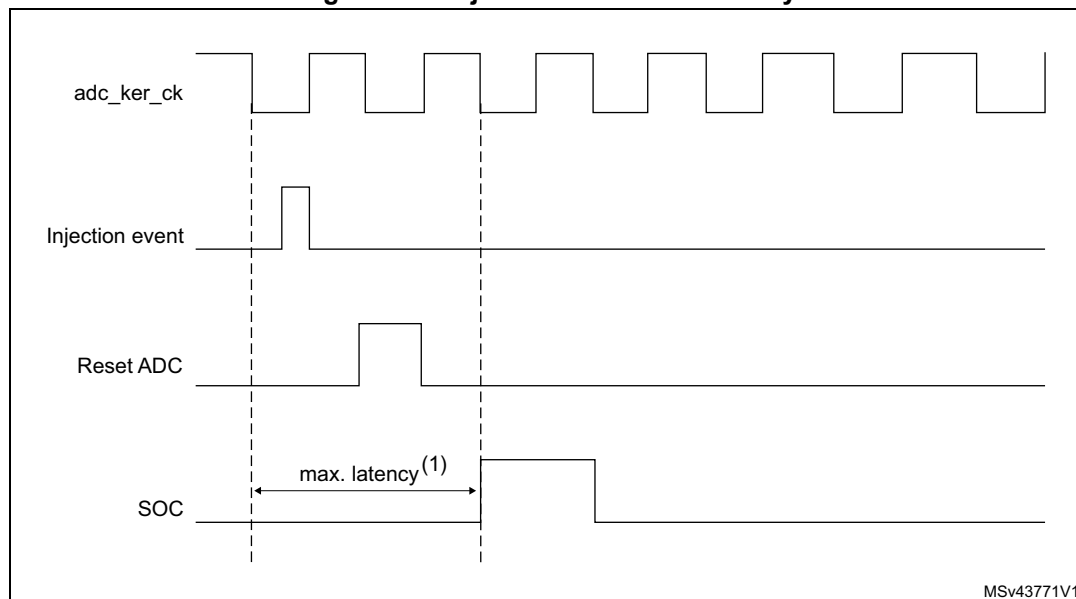 adc_ker_ck
Injection event
Reset ADC
max. latency(1)
SOC
MSv43771V1